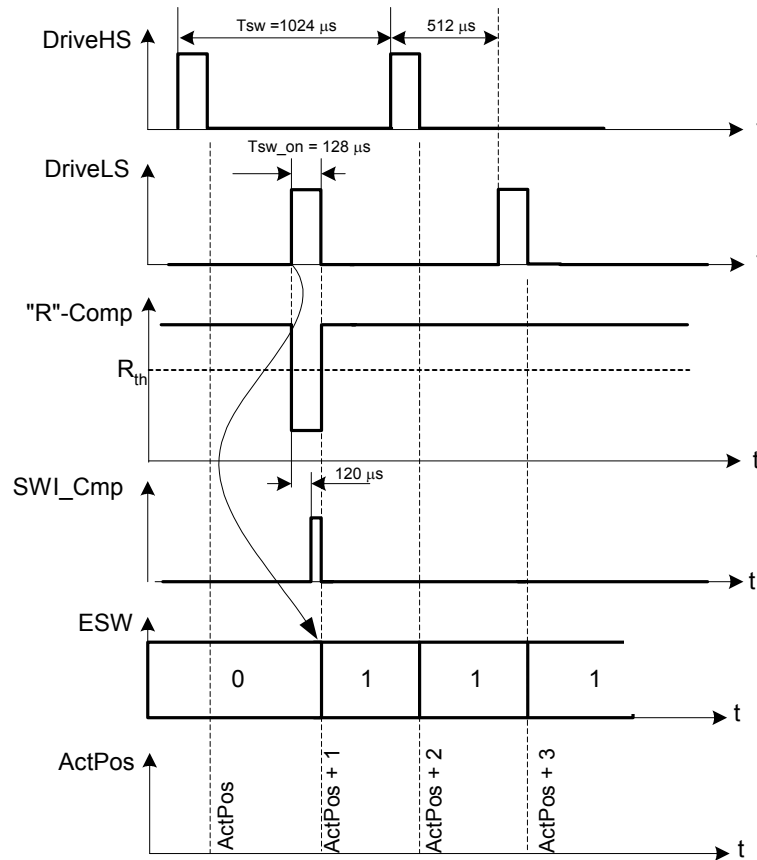 Tsw =1024 μs
512 μs
DriveHS
t
Tsw_on = 128 μs
DriveLS
t
"R"-Comp
Rth
t
120 μs
SWI_Cmp
t
ESW
0
1
1
1
t
ActPos
ActPos
ActPos + 1
ActPos + 2
ActPos + 3